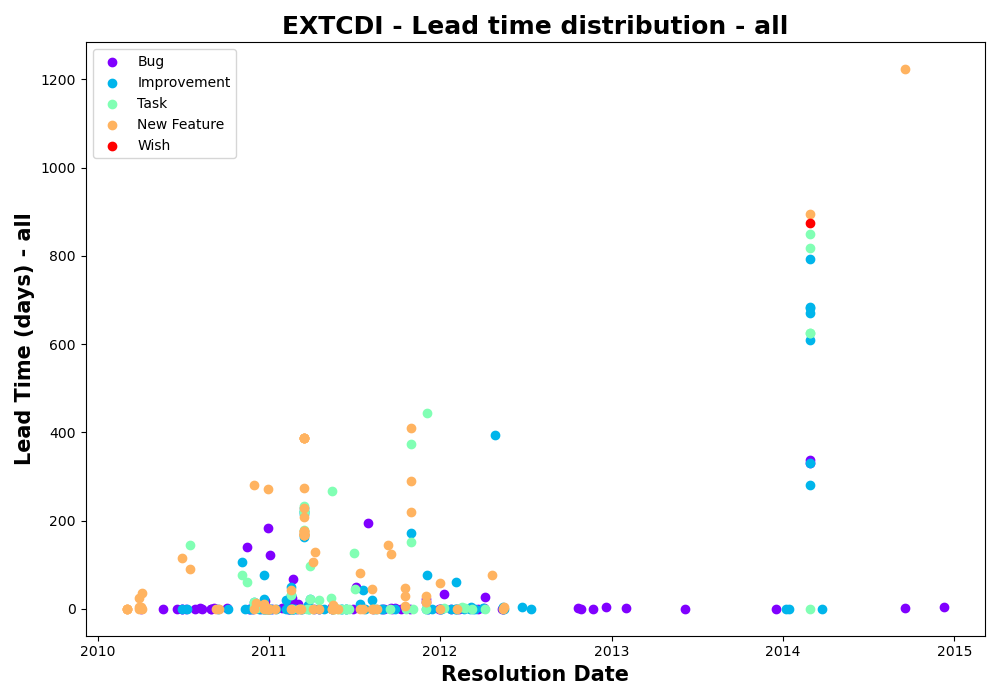 EXTCDI - Lead time distribution - all
Bug
Improvement
Task
New Feature
Wish
Lead Time (days) - all
1200
1000
800
600
400
200
0
2010 2011 2012 2013 2014 2015
Resolution Date